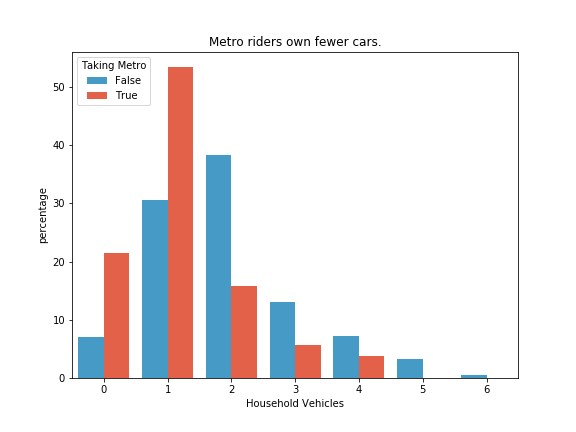 Metro riders own fewer cars.
Taking Metro
False
True
50
40
30
20
10
0
percentage
0 1 2 3 4 5 6
Household Vehicles